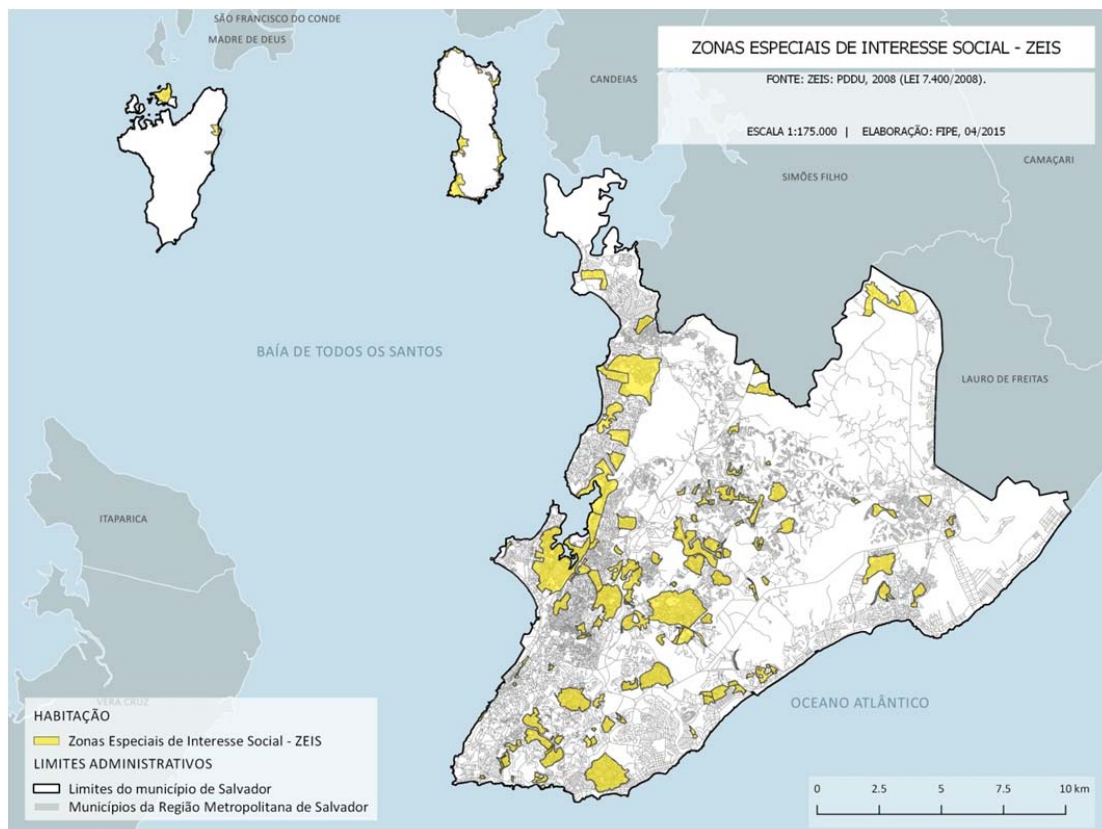 SÃO FRANCISCO DO CONDE
MADRE DE DEUS
ZONAS ESPECIAIS DE INTERESSE SOCIAL - ZEIS
FONTE: ZEIS: PDDU, 2008 (LEI 7.400/2008).
ESCALA 1:175.000 | ELABORAÇÃO: FIPE, 04/2015
CANDEIAS
CAMAÇARI
SIMÕES FILHO
BAÍA DE TODOS OS SANTOS
LAURO DE FREITAS
ITAPARICA
VERA CRUZ
OCEANO ATLÂNTICO
HABITAÇÃO
Zonas Especiais de Interesse Social - ZEIS
LIMITES ADMINISTRATIVOS
Limites do município de Salvador
Municípios da Região Metropolitana de Salvador
0 2.5 5 7.5 10 km